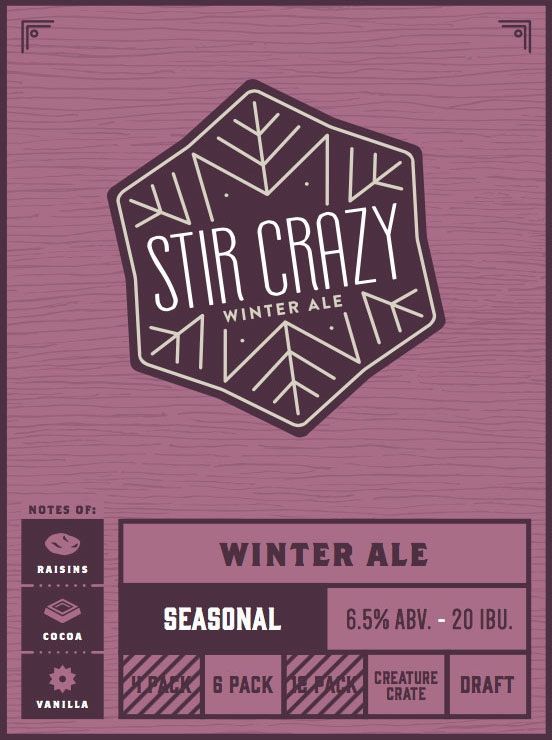 STIR CRAZY
WINTER ALE
NOTES OF:
RAISINS
COCOA
VANILLA
WINTER ALE
SEASONAL
6.5% ABV. - 20 IBU.
4 PACK
6 PACK
12 PACK
CREATURE
CRATE
DRAFT